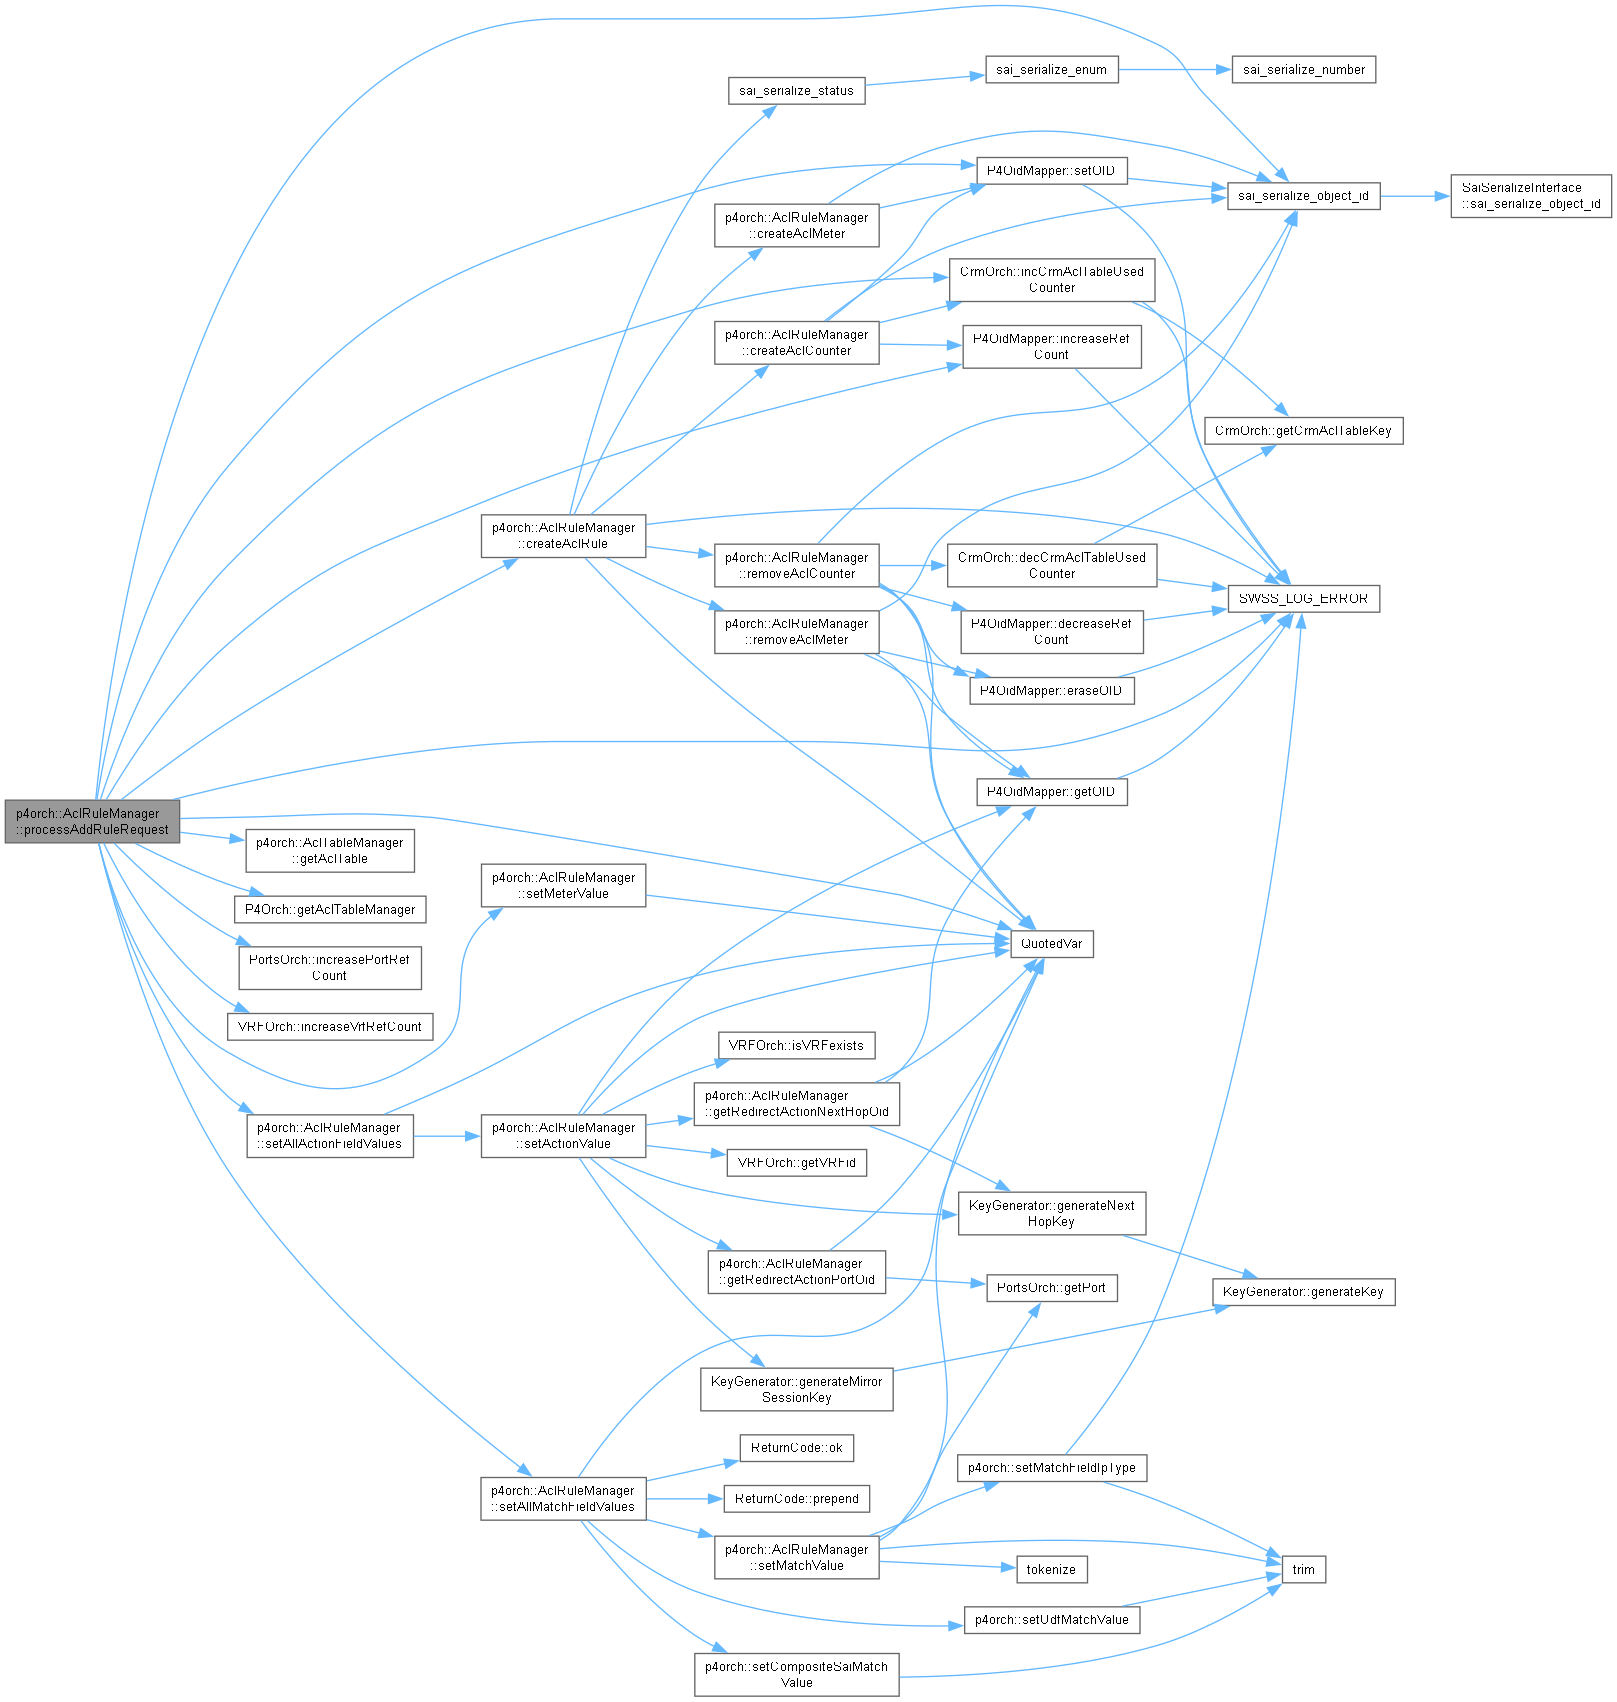 sai_serialize_enum
sai_serialize_number
sai_serialize_status
P4OidMapper::setOID
SaiSerializeInterface
::sai_serialize_object_id
sai_serialize_object_id
p4orch::AclRuleManager
::createAclMeter
CrmOrch::incCrmAclTableUsed
Counter
p4orch::AclRuleManager
::createAclCounter
P4OidMapper::increaseRef
Count
CrmOrch::getCrmAclTableKey
p4orch::AclRuleManager
::createAclRule
p4orch::AclRuleManager
::removeAclCounter
CrmOrch::decCrmAclTableUsed
Counter
SWSS_LOG_ERROR
p4orch::AclRuleManager
::removeAclMeter
P4OidMapper::decreaseRef
Count
P4OidMapper::eraseOID
P4OidMapper::getOID
p4orch::AclRuleManager
::processAddRuleRequest
p4orch::AclTableManager
::getAclTable
p4orch::AclRuleManager
::setMeterValue
P4Orch::getAclTableManager
QuotedVar
PortsOrch::increasePortRef
Count
VRFOrch::increaseVrfRefCount
VRFOrch::isVRFexists
p4orch::AclRuleManager
::getRedirectActionNextHopOid
p4orch::AclRuleManager
::setAllActionFieldValues
p4orch::AclRuleManager
::setActionValue
VRFOrch::getVRFid
KeyGenerator::generateNext
HopKey
p4orch::AclRuleManager
::getRedirectActionPortOid
PortsOrch::getPort
KeyGenerator::generateKey
KeyGenerator::generateMirror
SessionKey
ReturnCode::ok
p4orch::setMatchFieldIpType
p4orch::AclRuleManager
::setAllMatchFieldValues
ReturnCode::prepend
p4orch::AclRuleManager
::setMatchValue
tokenize
trim
p4orch::setUdfMatchValue
p4orch::setCompositeSaiMatch
Value